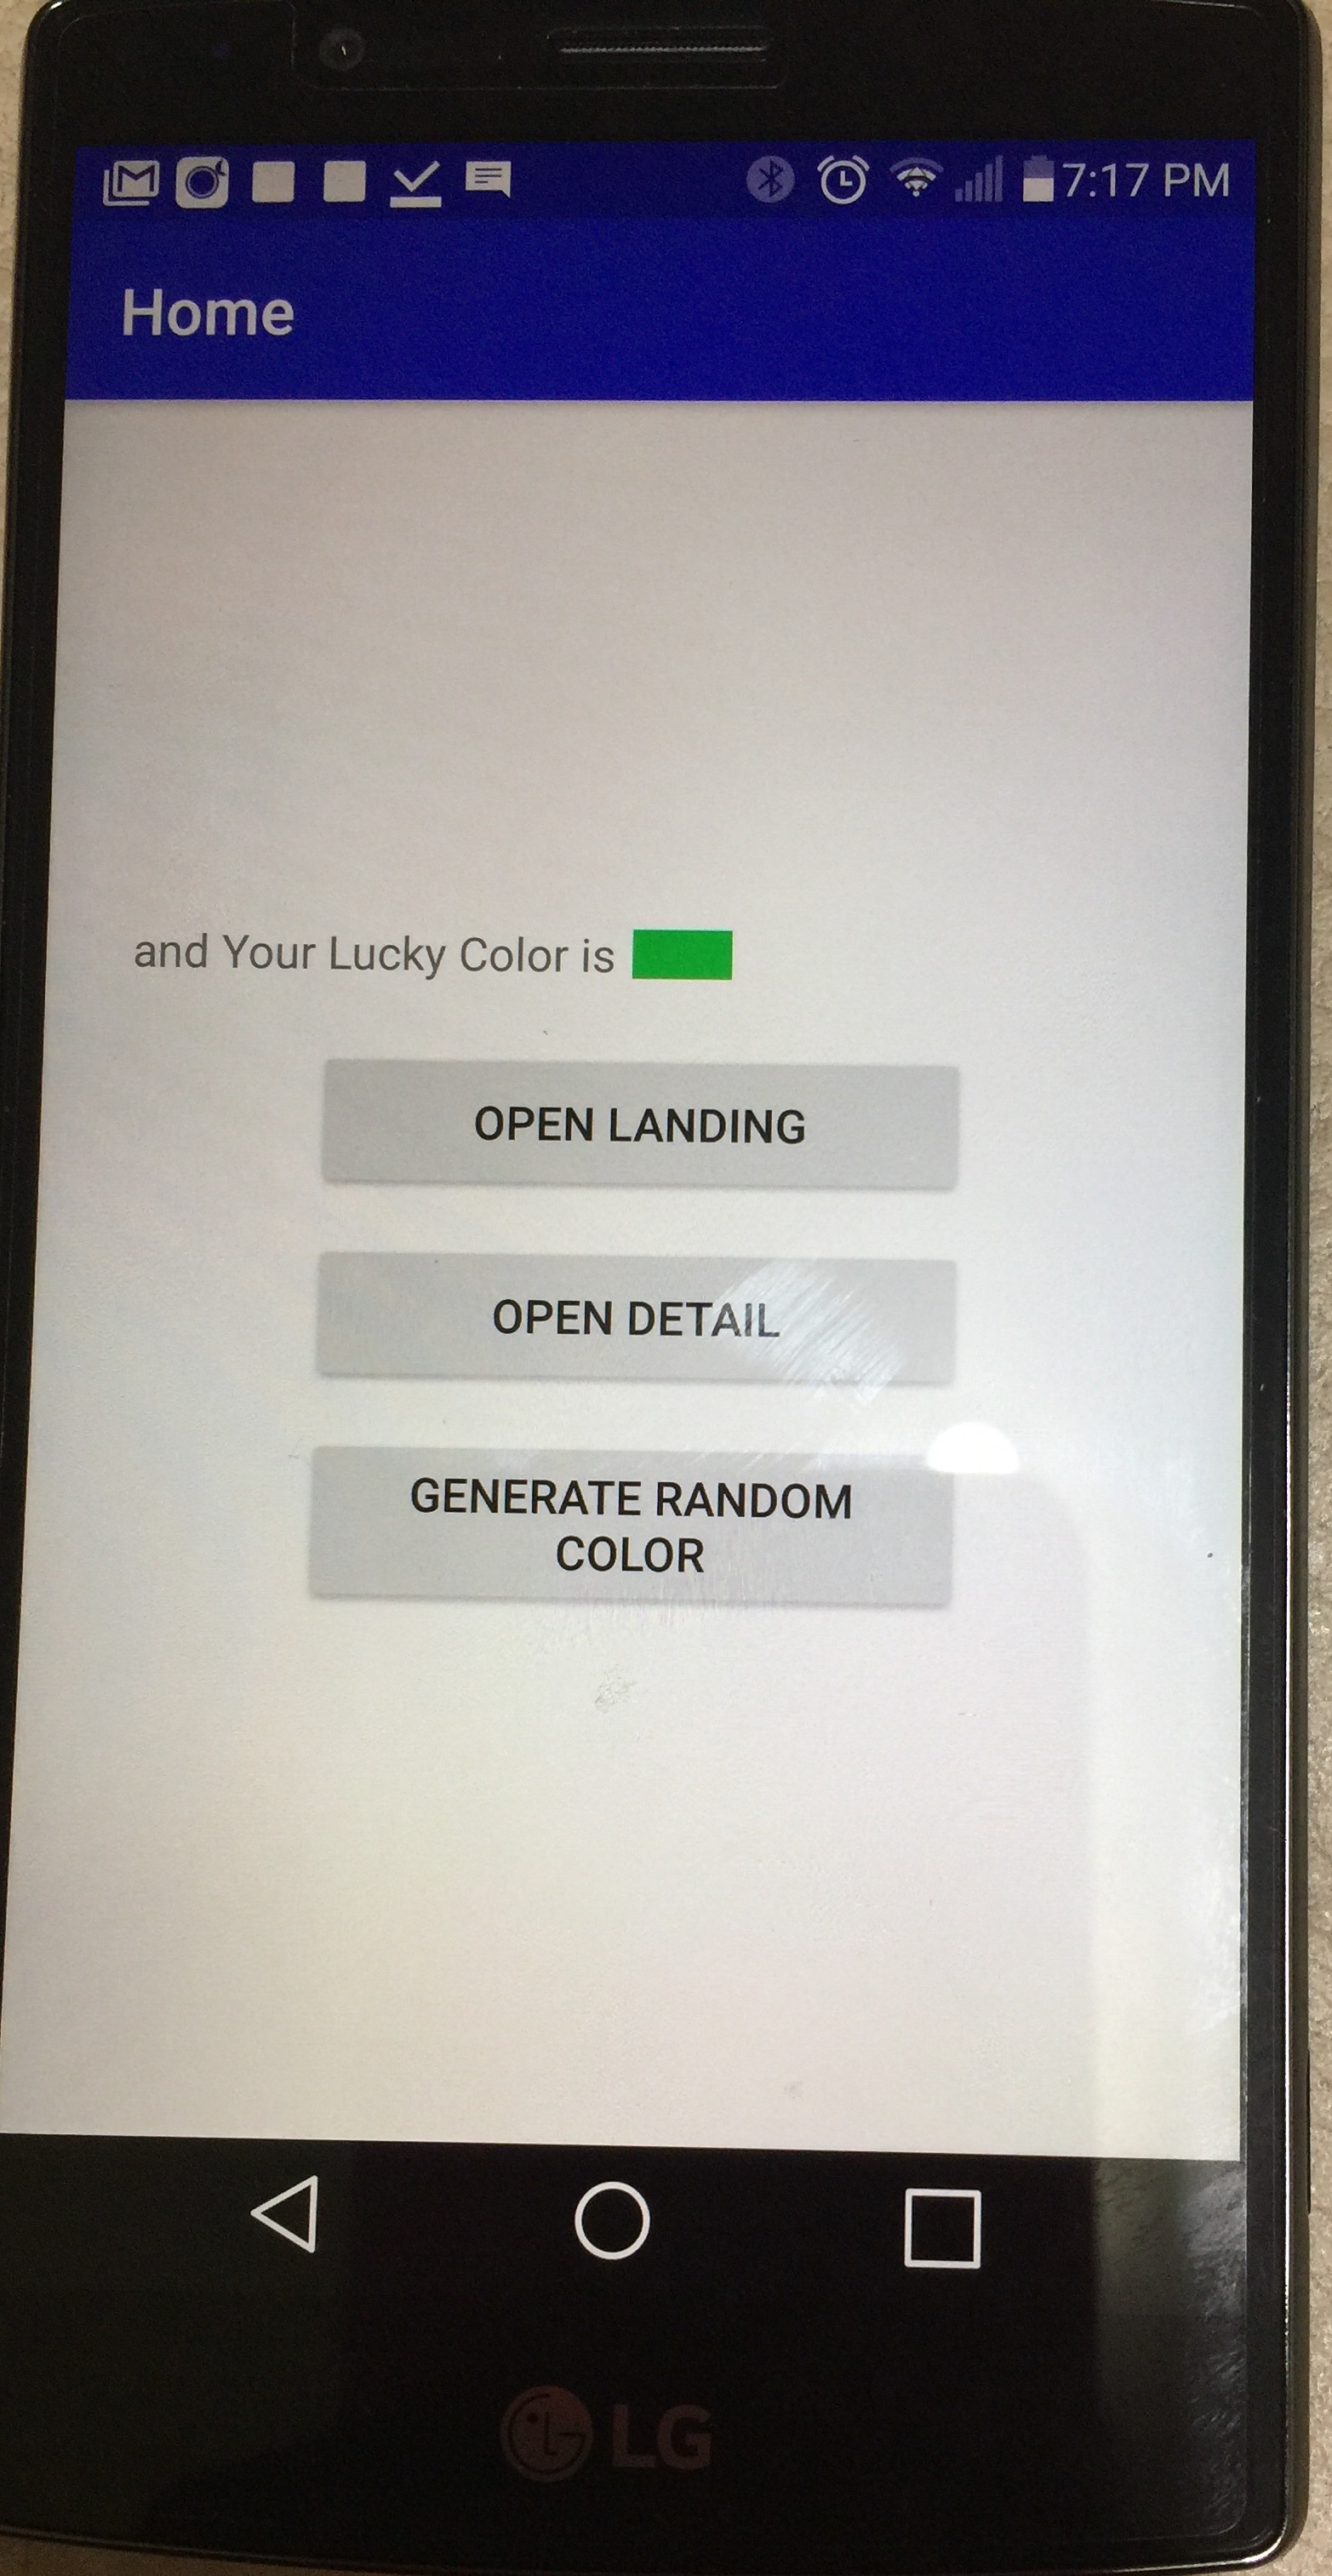 7:17 PM
Home
and Your Lucky Color is
OPEN LANDING
OPEN DETAIL
GENERATE RANDOM
COLOR
LG